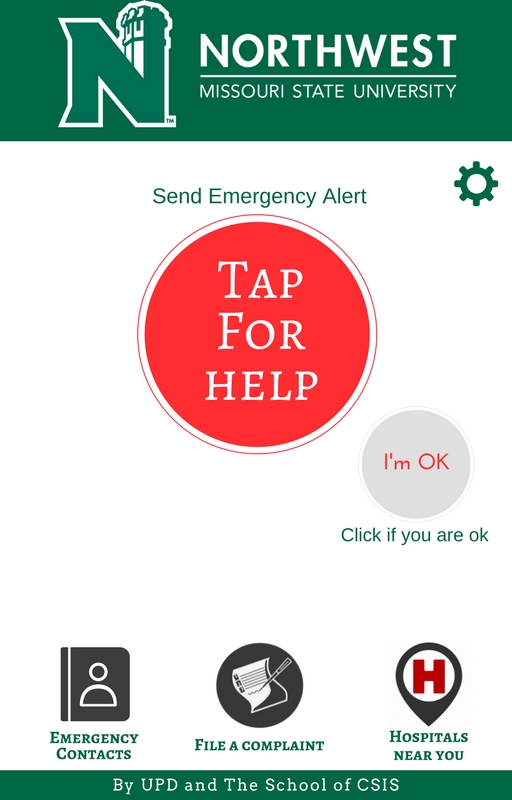 N
TM
NORTHWEST
MISSOURI STATE UNIVERSITY
Send Emergency Alert
Tap
For
help
I'm OK
Click if you are ok
Emergency
Contacts
File a complaint
H
Hospitals
near you
By UPD and The School of CSIS